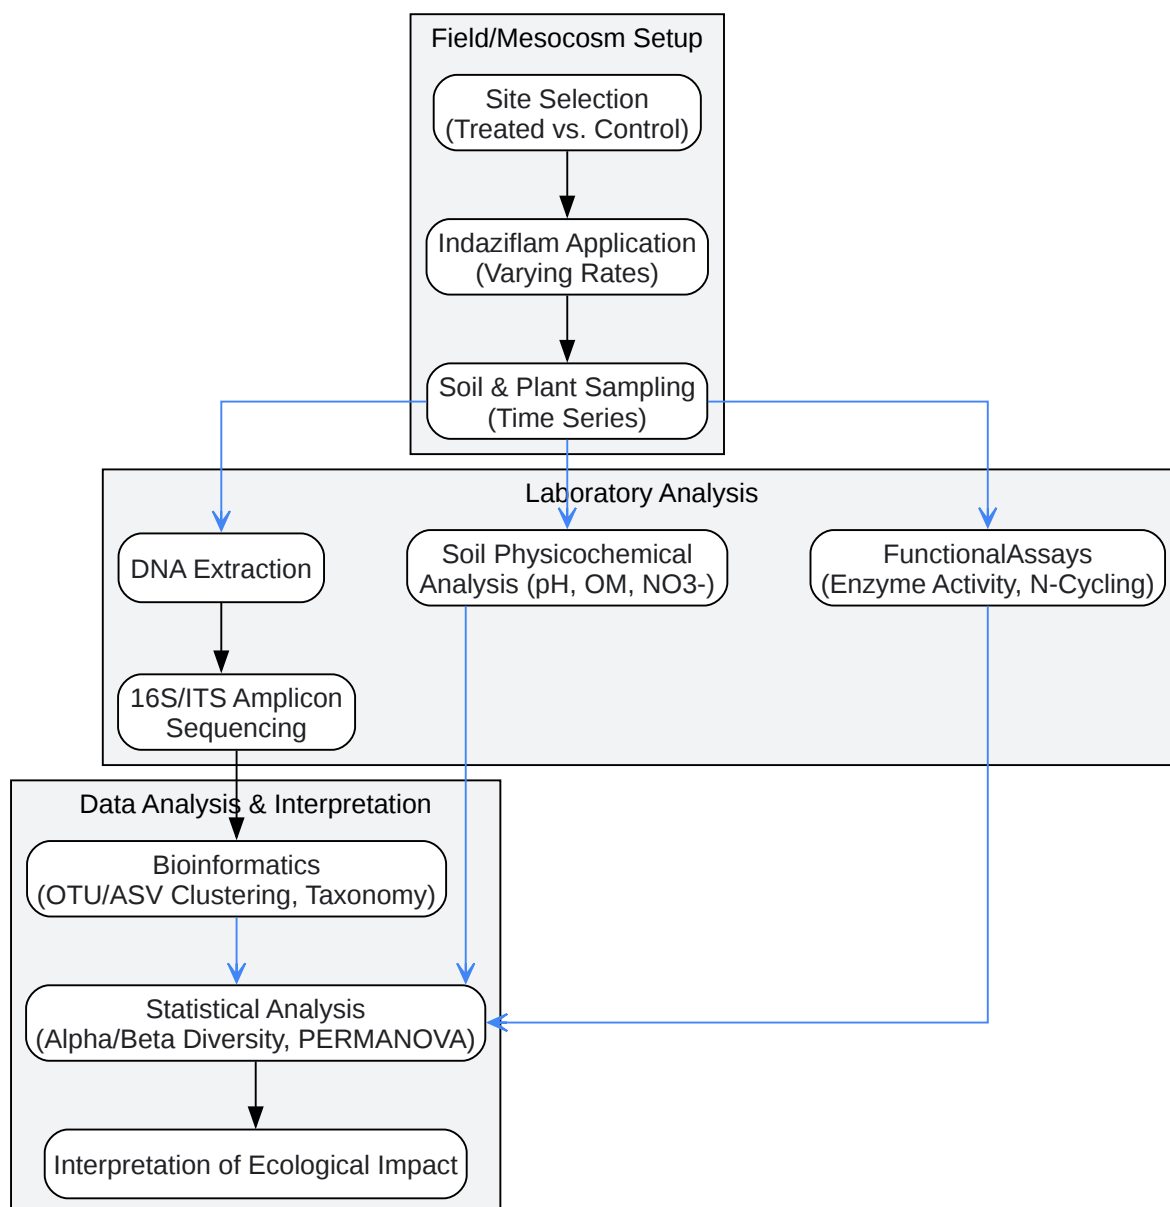 Field/Mesocosm Setup
Site Selection
(Treated vs. Control)
Indaziflam Application
(Varying Rates)
Soil & Plant Sampling
(Time Series)
Laboratory Analysis
DNA Extraction
Soil Physicochemical
Analysis (pH, OM, NO3-)
FunctionalAssays
(Enzyme Activity, N-Cycling)
16S/ITS Amplicon
Sequencing
Data Analysis & Interpretation
Bioinformatics
(OTU/ASV Clustering, Taxonomy)
Statistical Analysis
(Alpha/Beta Diversity, PERMANOVA)
Interpretation of Ecological Impact